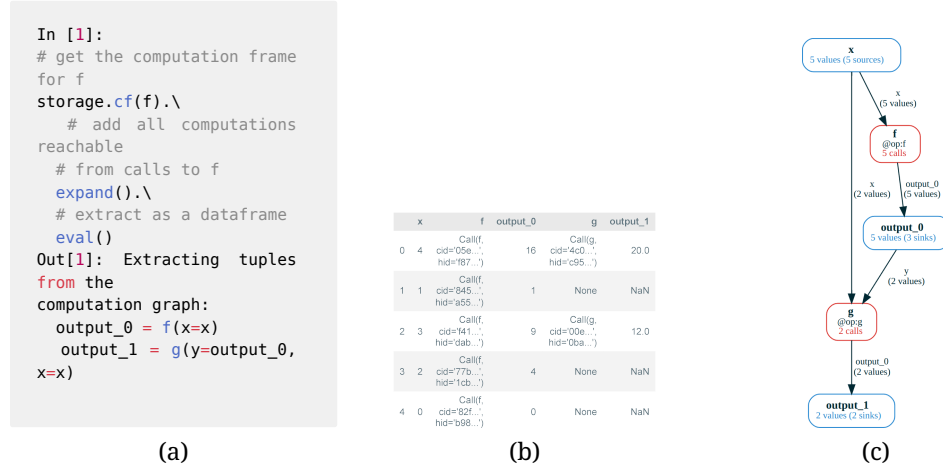 In [1]:
# get the computation frame
for f
storage.cf(f).\
# add all computations
reachable
# from calls to f
expand().\
# extract as a dataframe
eval()
Out[1]: Extracting tuples
from the
computation graph:
output_0 = f(x=x)
output_1 = g(y=output_0,
x=x)
(a)
x f output_0 g output_1
0 4 Call(f, cid='05e...', hid='f87...') 16 Call(g, cid='4c0...', hid='c95...') 20.0
1 1 Call(f, cid='845...', hid='a55...') 1 None NaN
2 3 Call(f, cid='f41...', hid='dab...') 9 Call(g, cid='00e...', hid='0ba...') 12.0
3 2 Call(f, cid='77b...', hid='1cb...') 4 None NaN
4 0 Call(f, cid='82f...', hid='b98...') 0 None NaN
(b)
x
5 values (5 sources)
x
(5 values)
f
@op:f
5 calls
x
(2 values)
output_0
(5 values)
output_0
5 values (3 sinks)
y
(2 values)
g
@op:g
2 calls
output_0
(2 values)
output_1
2 values (2 sinks)
(c)